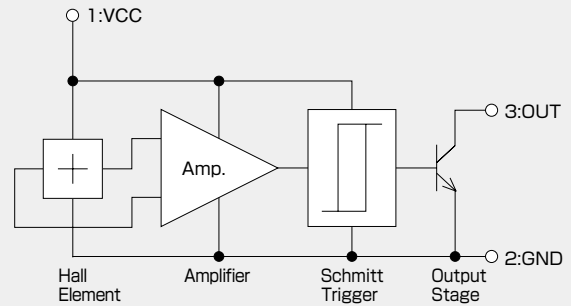 1:VCC
3:OUT
Amp.
2:GND
Hall
Element
Amplifier
Schmitt
Trigger
Output
Stage